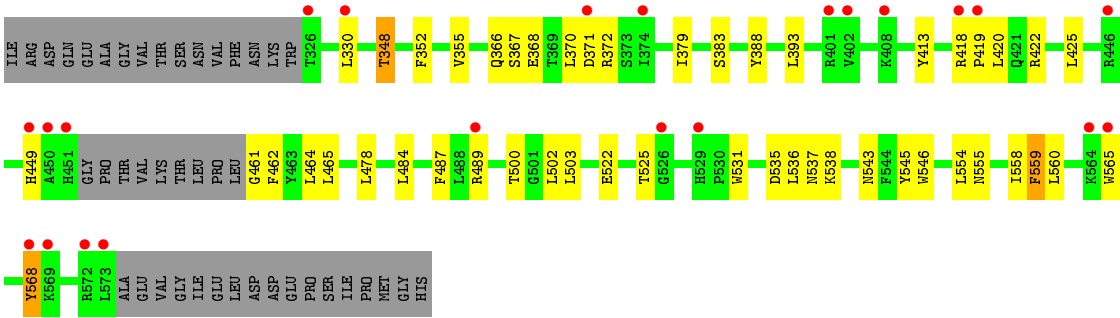 ILE ARG ASP GLN GLU ALA GLY VAL THR SER ASN VAL PHE ASN LYS TRP T326 L330 T348 F352 V355 Q366 S367 E368 T369 L370 D371 R372 S373 I374 I379 S383 Y388 L393 R401 V402 K408 Y413 R418 P419 L420 Q421 R422 L425 R446
H449 A450 H451 GLY PRO THR VAL LYS THR LEU PRO LEU G461 F462 Y463 L464 L465 L478 L484 F487 L488 R489 T500 G501 L502 L503 E522 T525 G526 H529 P530 W531 D535 L536 N537 K538 N543 F544 Y545 W546 L554 N555 I558 F559 L560 K564 W565
Y568 K569 R572 L573 ALA GLU VAL GLY ILE GLU LEU ASP ASP GLU PRO SER ILE PRO MET GLY HIS